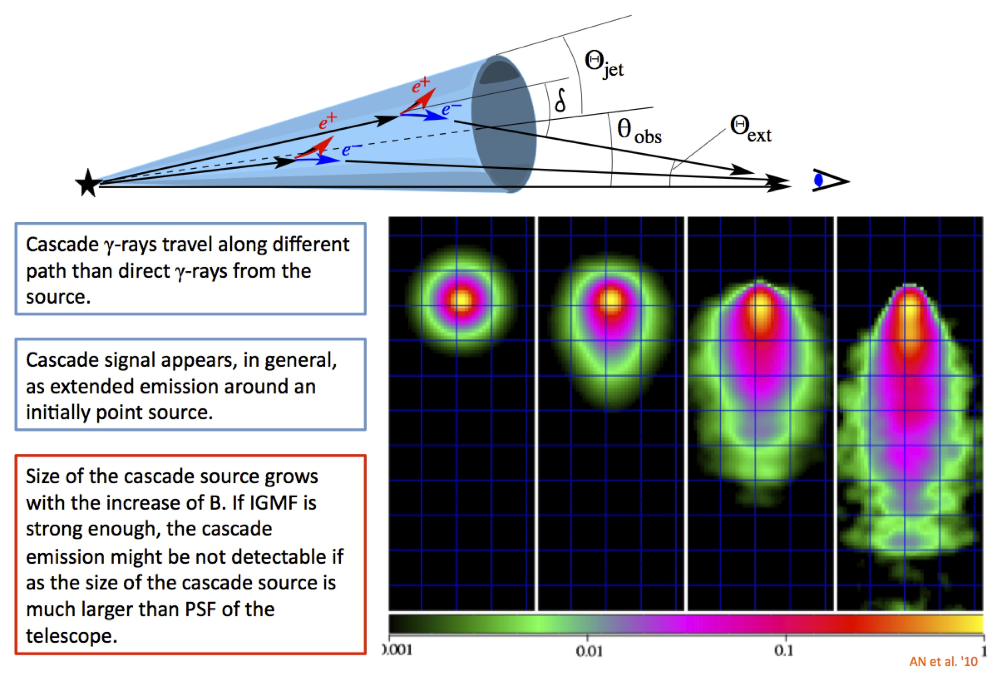 Θjet
e+
δ
e−
e+
θobs
Θext
e−
Cascade γ-rays travel along different
path than direct γ-rays from the
source.
Cascade signal appears, in general,
as extended emission around an
initially point source.
Size of the cascade source grows
with the increase of B. If IGMF is
strong enough, the cascade
emission might be not detectable if
as the size of the cascade source is
much larger than PSF of the
telescope.
0.001 0.01 0.1 1
AN et al. '10